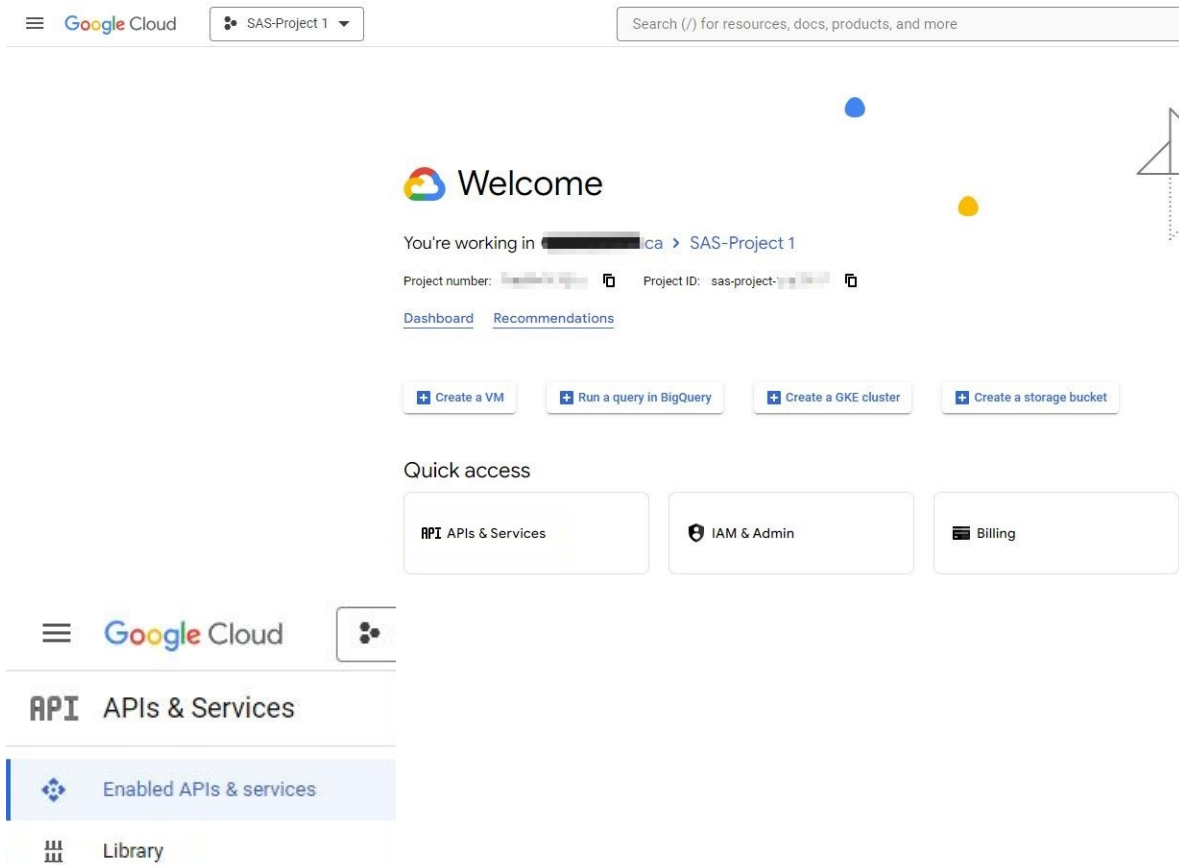 Google Cloud SAS-Project 1 Search (/) for resources, docs, products, and more
Welcome
You're working in ca > SAS-Project 1
Project number: Project ID: sas-project-
Dashboard Recommendations
Create a VM Run a query in BigQuery Create a GKE cluster Create a storage bucket
Quick access
API APIs & Services IAM & Admin Billing
Google Cloud
API APIs & Services
Enabled APIs & services
Library